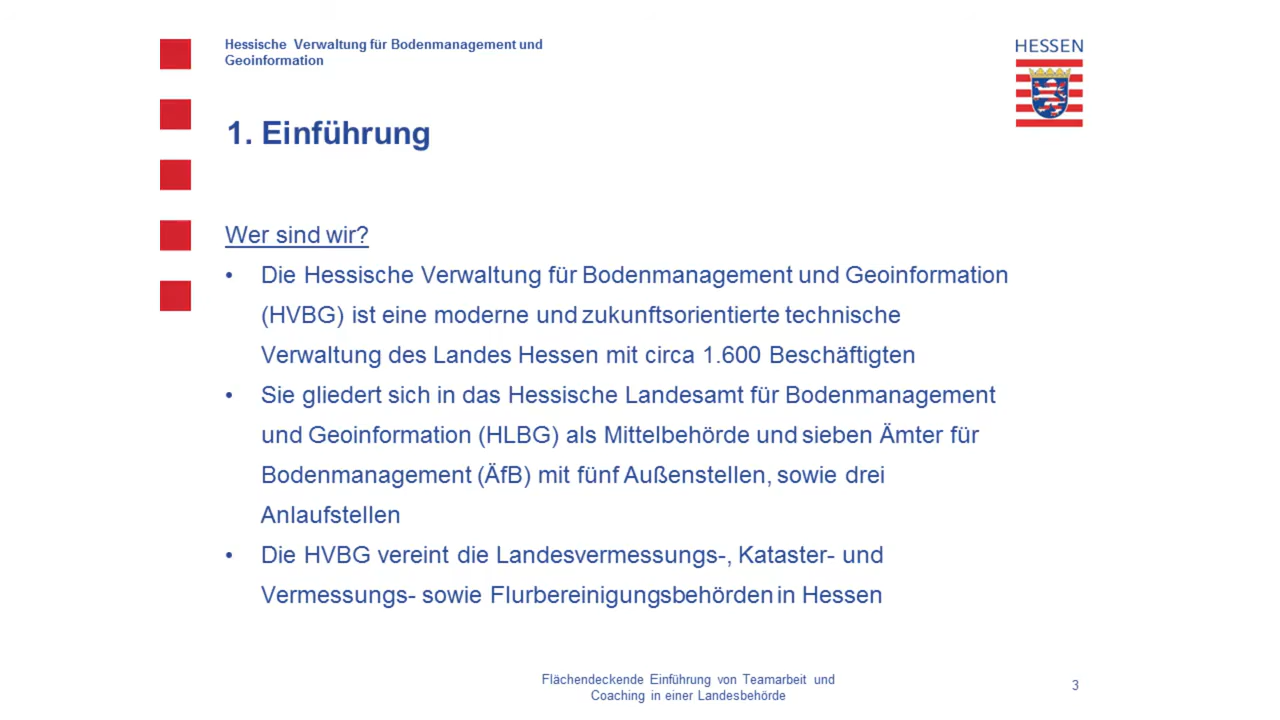 Hessische Verwaltung für Bodenmanagement und
Geoinformation
HESSEN
1. Einführung
Wer sind wir?
• Die Hessische Verwaltung für Bodenmanagement und Geoinformation
(HVBG) ist eine moderne und zukunftsorientierte technische
Verwaltung des Landes Hessen mit circa 1.600 Beschäftigten
• Sie gliedert sich in das Hessische Landesamt für Bodenmanagement
und Geoinformation (HLBG) als Mittelbehörde und sieben Ämter für
Bodenmanagement (ÄfB) mit fünf Außenstellen, sowie drei
Anlaufstellen
• Die HVBG vereint die Landesvermessungs-, Kataster- und
Vermessungs- sowie Flurbereinigungsbehörden in Hessen
Flächendeckende Einführung von Teamarbeit und
Coaching in einer Landesbehörde
3